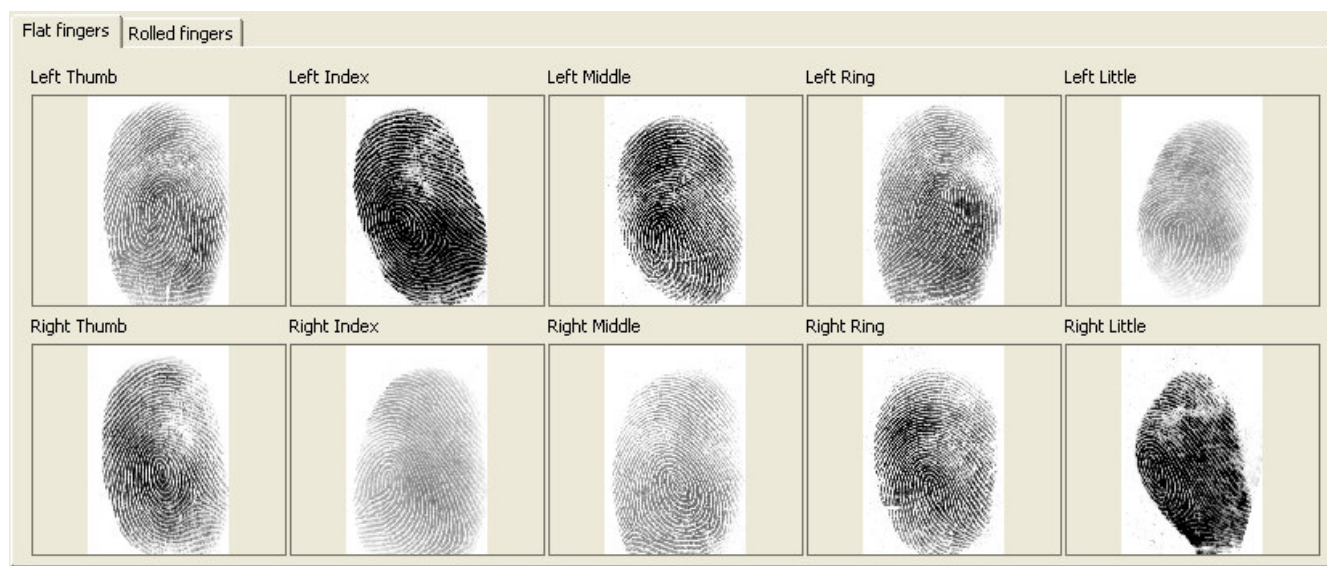 Flat fingers Rolled fingers
Left Thumb Left Index Left Middle Left Ring Left Little
Right Thumb Right Index Right Middle Right Ring Right Little